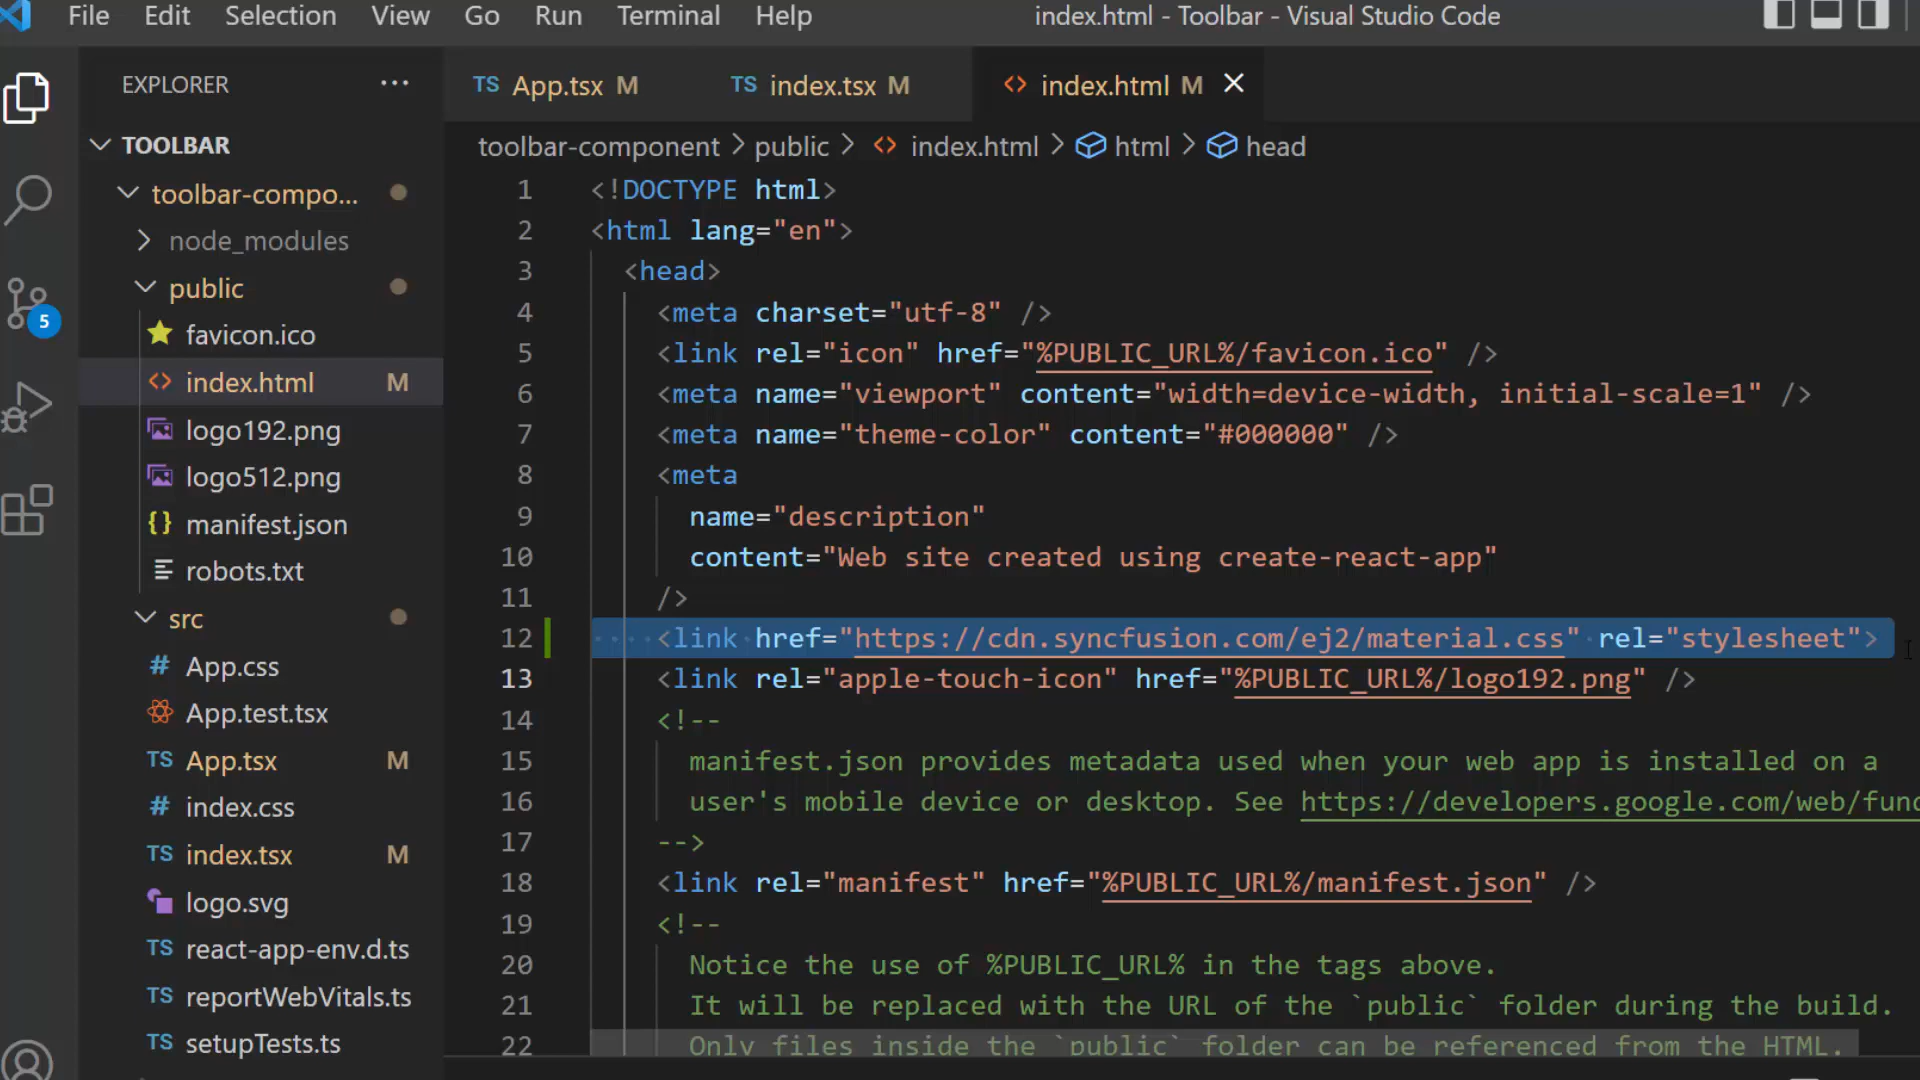 File Edit Selection View Go Run Terminal Help index.html - Toolbar - Visual Studio Code
EXPLORER ···
TS App.tsx M TS index.tsx M <> index.html M
toolbar-component > public > <> index.html > html > head
TOOLBAR
toolbar-compo...
node_modules
public
favicon.ico
<> index.html M
logo192.png
logo512.png
{} manifest.json
robots.txt
src
# App.css
App.test.tsx
TS App.tsx M
# index.css
TS index.tsx M
logo.svg
TS react-app-env.d.ts
TS reportWebVitals.ts
TS setupTests.ts
5
1 <!DOCTYPE html>
2 <html lang="en">
3 <head>
4 <meta charset="utf-8" />
5 <link rel="icon" href="%PUBLIC_URL%/favicon.ico" />
6 <meta name="viewport" content="width=device-width, initial-scale=1" />
7 <meta name="theme-color" content="#000000" />
8 <meta
9 name="description"
10 content="Web site created using create-react-app"
11 />
12 <link href="https://cdn.syncfusion.com/ej2/material.css" rel="stylesheet">
13 <link rel="apple-touch-icon" href="%PUBLIC_URL%/logo192.png" />
14 <!--
15 manifest.json provides metadata used when your web app is installed on a
16 user's mobile device or desktop. See https://developers.google.com/web/fund
17 -->
18 <link rel="manifest" href="%PUBLIC_URL%/manifest.json" />
19 <!--
20 Notice the use of %PUBLIC_URL% in the tags above.
21 It will be replaced with the URL of the `public` folder during the build.
22 Only files inside the `public` folder can be referenced from the HTML.